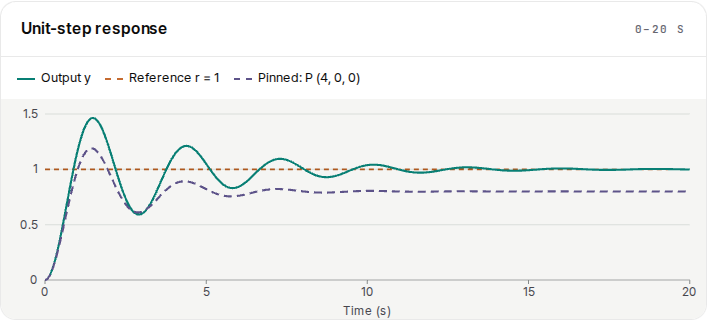 Unit-step response
0–20 S
Output y Reference r = 1 Pinned: P (4, 0, 0)
1.5
1
0.5
0
0 5 10 15 20
Time (s)